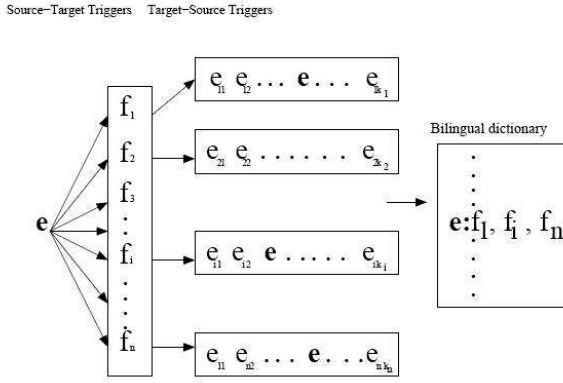 Source-Target Triggers Target-Source Triggers
e₁₁ e₁₂ ... e ... e₁ₖ₁
f₁
Bilingual dictionary
f₂
e₂₁ e₂₂ ...... e₂ₖ₂
f₃
e
e:f₁, fᵢ , fₙ
fᵢ
eᵢ₁ eᵢ₂ e ..... eᵢₖᵢ
fₙ
e₁₁ eₙ₂ ... e ... eₙₖₙ